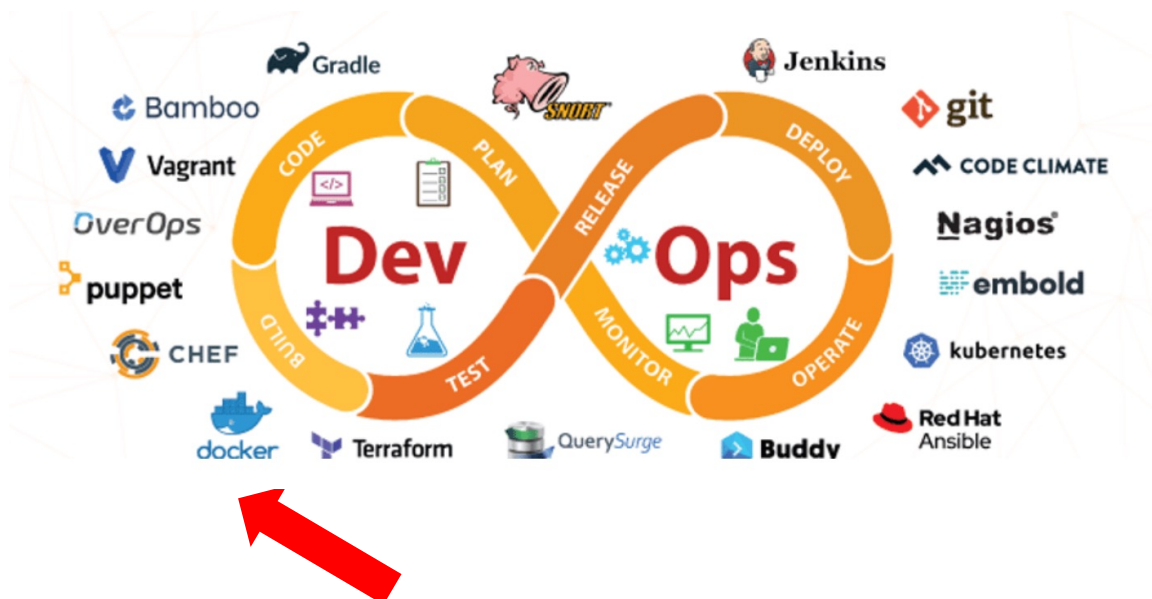 Gradle
SNORT
Jenkins
Bamboo
git
CODE
PLAN
RELEASE
DEPLOY
Vagrant
</>
CODE CLIMATE
OverOps
Dev
Ops
Nagios
puppet
embold
BUILD
TEST
MONITOR
OPERATE
CHEF
kubernetes
docker
Terraform
QuerySurge
Buddy
Red Hat
Ansible